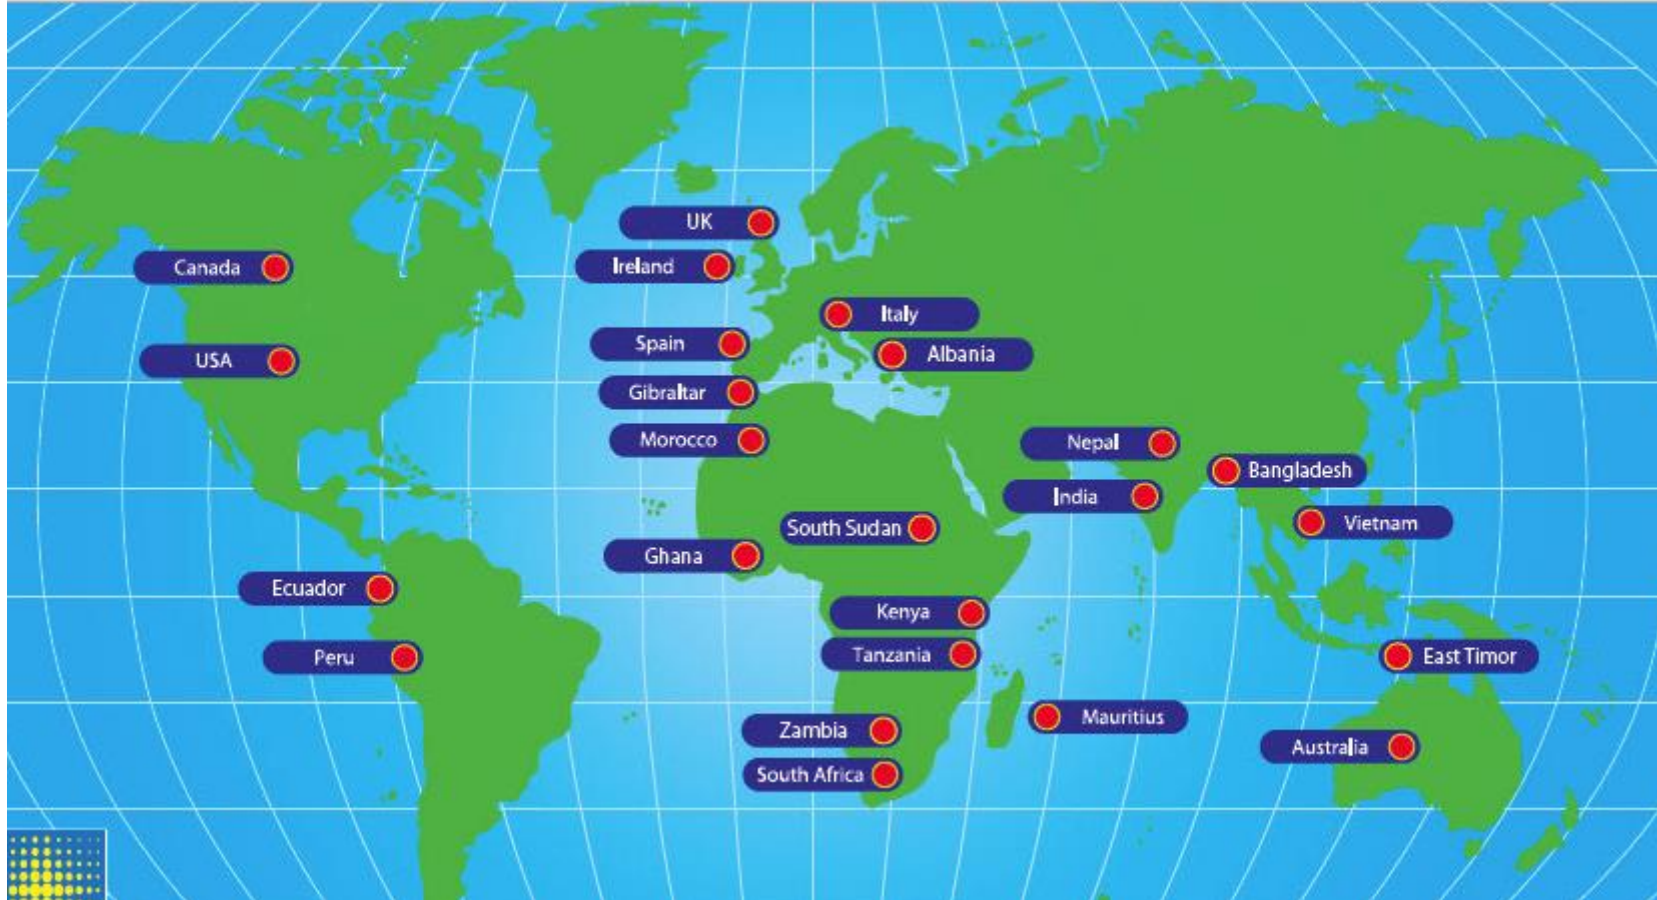 UK
Canada
Ireland
Italy
Spain
Albania
USA
Gibraltar
Morocco
Nepal
Bangladesh
India
Vietnam
South Sudan
Ghana
Ecuador
Kenya
Tanzania
Peru
East Timor
Mauritius
Zambia
Australia
South Africa